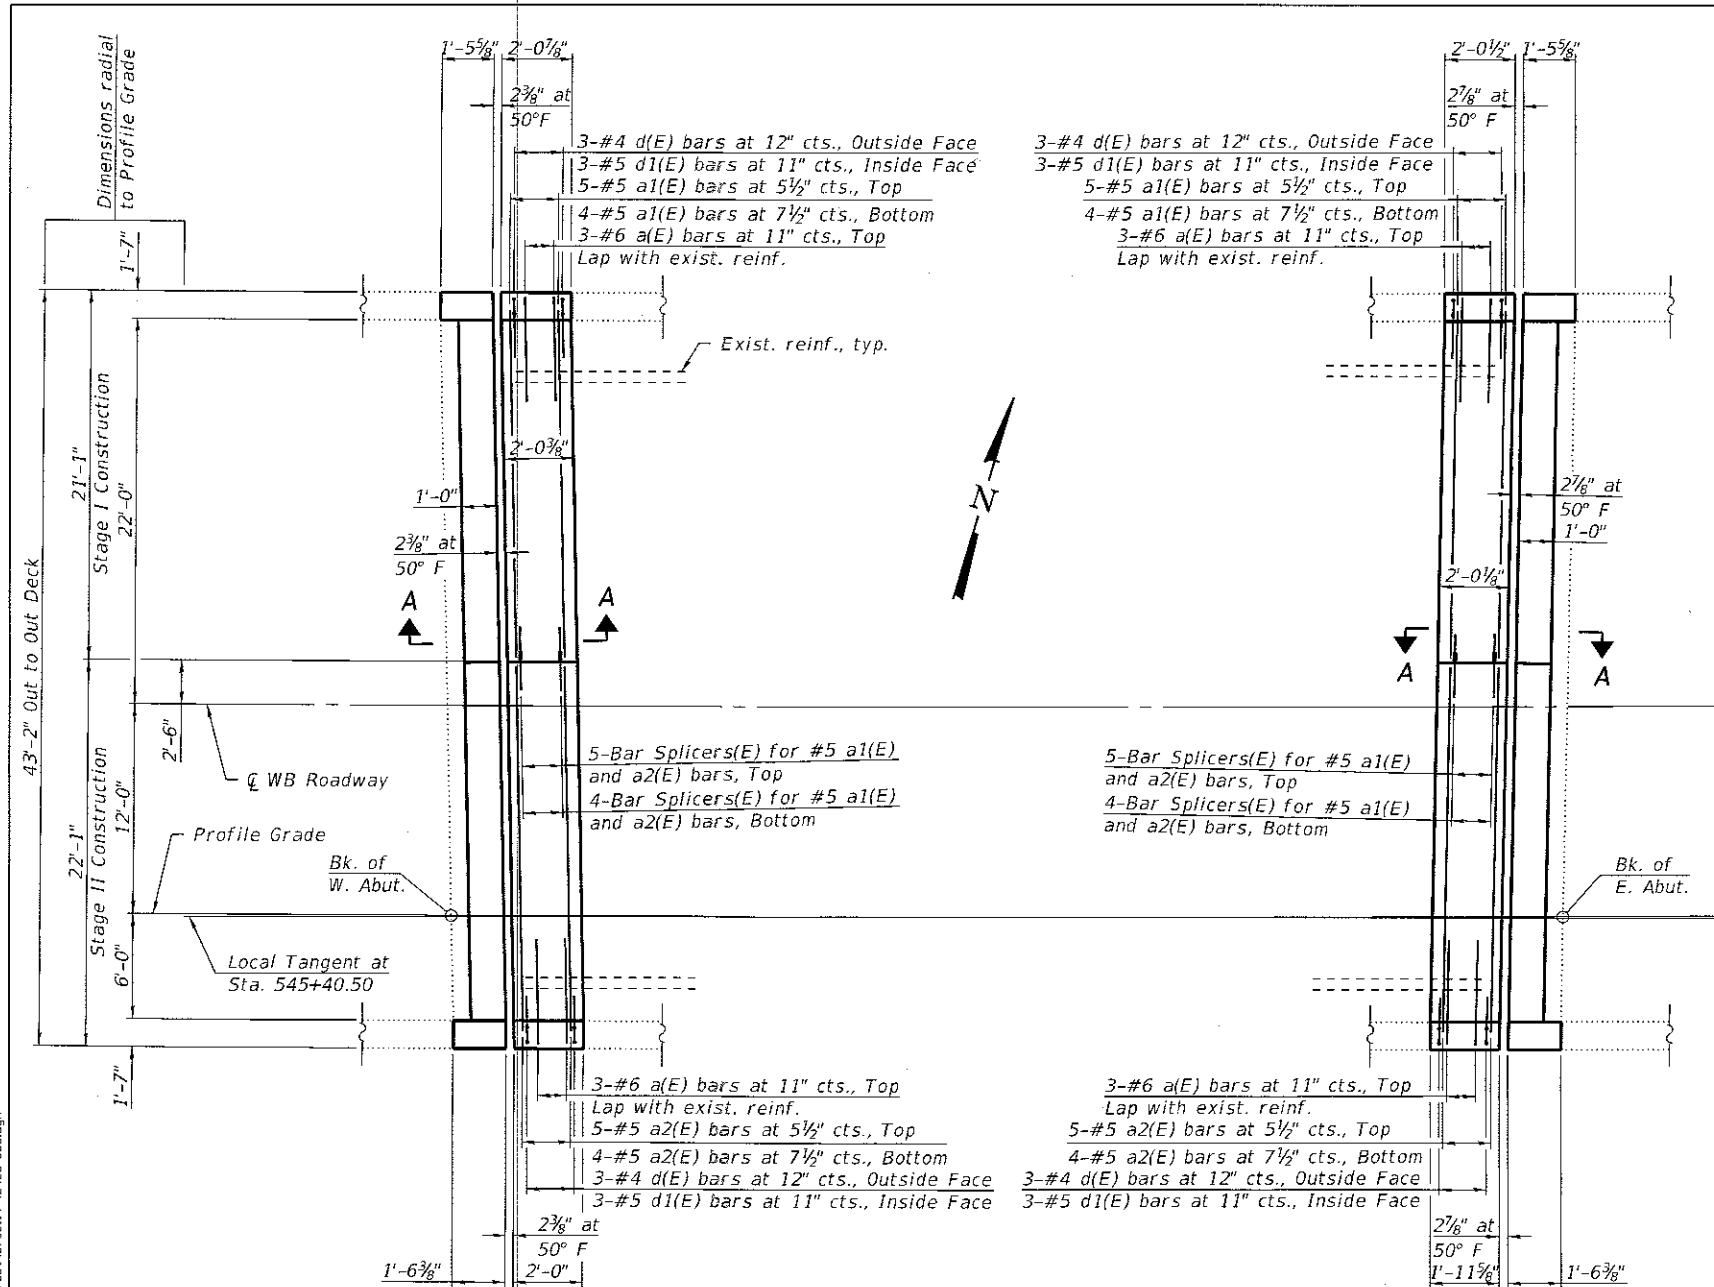 Dimensions radial
to Profile Grade
1'-5⅝"
2'-0⅞"
2⅜" at
50°F
3-#4 d(E) bars at 12" cts., Outside Face
3-#5 d1(E) bars at 11" cts., Inside Face
5-#5 a1(E) bars at 5½" cts., Top
4-#5 a1(E) bars at 7½" cts., Bottom
3-#6 a(E) bars at 11" cts., Top
Lap with exist. reinf.
2'-0½"
1'-5⅝"
2⅞" at
50° F
3-#4 d(E) bars at 12" cts., Outside Face
3-#5 d1(E) bars at 11" cts., Inside Face
5-#5 a1(E) bars at 5½" cts., Top
4-#5 a1(E) bars at 7½" cts., Bottom
3-#6 a(E) bars at 11" cts., Top
Lap with exist. reinf.
1'-7"
Exist. reinf., typ.
43'-2" Out to Out Deck
21'-1"
Stage I Construction
22'-0"
2'-0⅜"
1'-0"
2⅜" at
50° F
A
A
N
2⅞" at
50° F
1'-0"
2'-0⅛"
A
A
2'-6"
℄ WB Roadway
22'-1"
Stage II Construction
12'-0"
Profile Grade
Bk. of
W. Abut.
5-Bar Splicers(E) for #5 a1(E)
and a2(E) bars, Top
4-Bar Splicers(E) for #5 a1(E)
and a2(E) bars, Bottom
5-Bar Splicers(E) for #5 a1(E)
and a2(E) bars, Top
4-Bar Splicers(E) for #5 a1(E)
and a2(E) bars, Bottom
Bk. of
E. Abut.
6'-0"
Local Tangent at
Sta. 545+40.50
1'-7"
3-#6 a(E) bars at 11" cts., Top
Lap with exist. reinf.
5-#5 a2(E) bars at 5½" cts., Top
4-#5 a2(E) bars at 7½" cts., Bottom
3-#4 d(E) bars at 12" cts., Outside Face
3-#5 d1(E) bars at 11" cts., Inside Face
2⅜" at
50° F
1'-6⅜"
2'-0"
3-#6 a(E) bars at 11" cts., Top
Lap with exist. reinf.
5-#5 a2(E) bars at 5½" cts., Top
4-#5 a2(E) bars at 7½" cts., Bottom
3-#4 d(E) bars at 12" cts., Outside Face
3-#5 d1(E) bars at 11" cts., Inside Face
2⅞" at
50° F
1'-11⅝"
1'-6⅜"